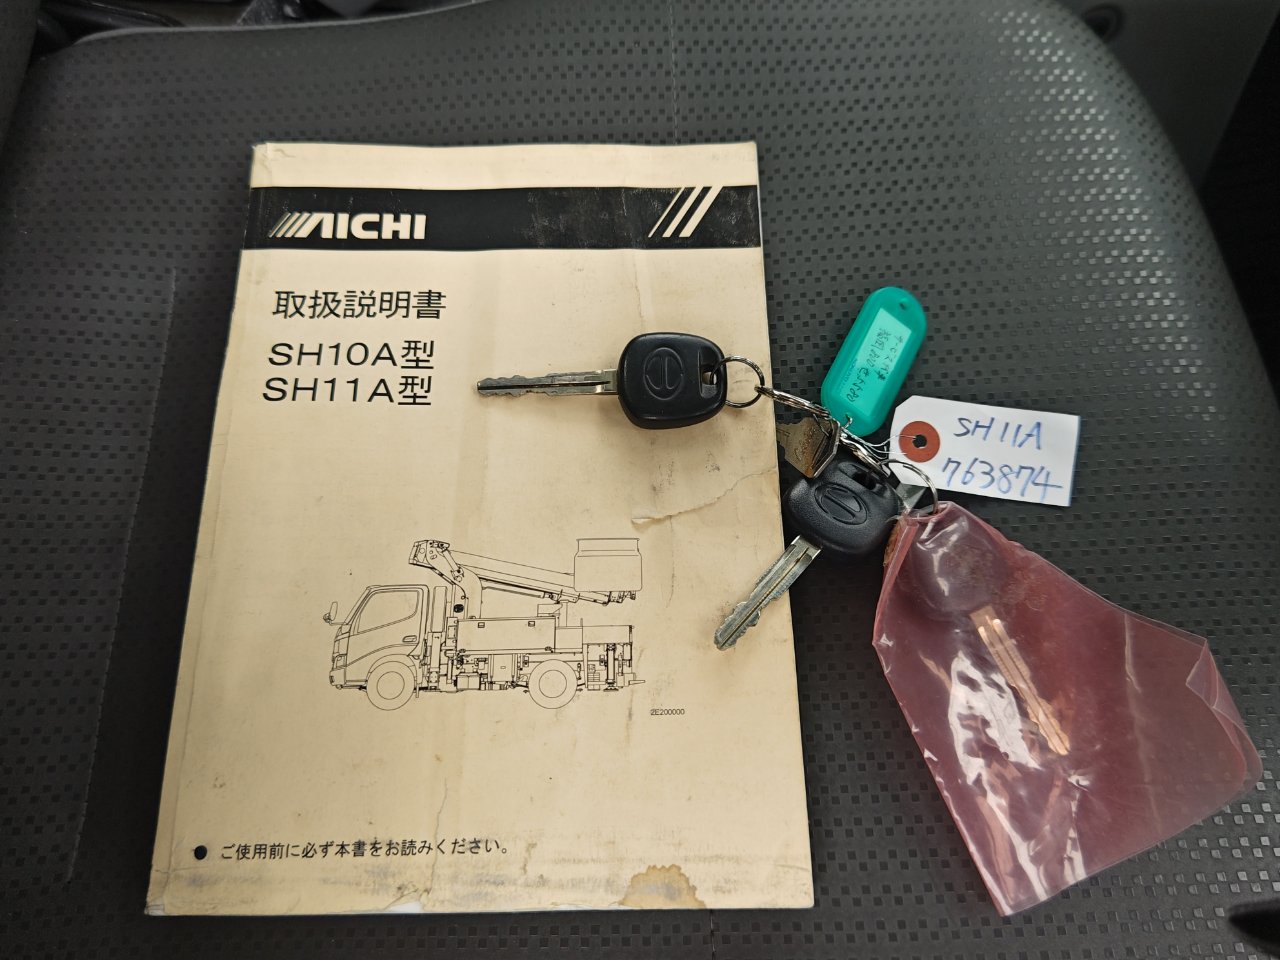 AICHI
取扱説明書
SH10A型
SH11A型
2E200000
● ご使用前に必ず本書をお読みください。
SH11A
763874